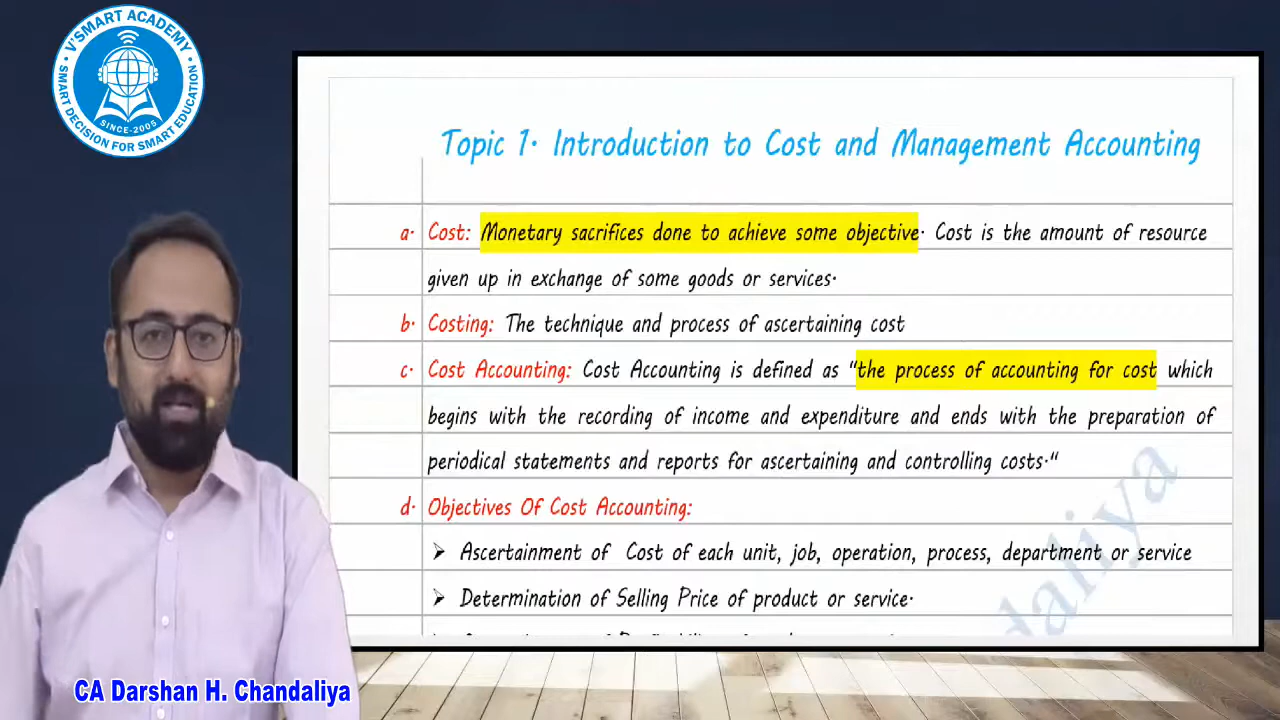 V'SMART ACADEMY
SMART DECISION FOR SMART EDUCATION
SINCE-2005
Topic 1. Introduction to Cost and Management Accounting
a. Cost: Monetary sacrifices done to achieve some objective. Cost is the amount of resource
given up in exchange of some goods or services.
b. Costing: The technique and process of ascertaining cost
c. Cost Accounting: Cost Accounting is defined as "the process of accounting for cost which
begins with the recording of income and expenditure and ends with the preparation of
periodical statements and reports for ascertaining and controlling costs."
d. Objectives Of Cost Accounting:
➢ Ascertainment of Cost of each unit, job, operation, process, department or service
➢ Determination of Selling Price of product or service.
daliya
CA Darshan H. Chandaliya